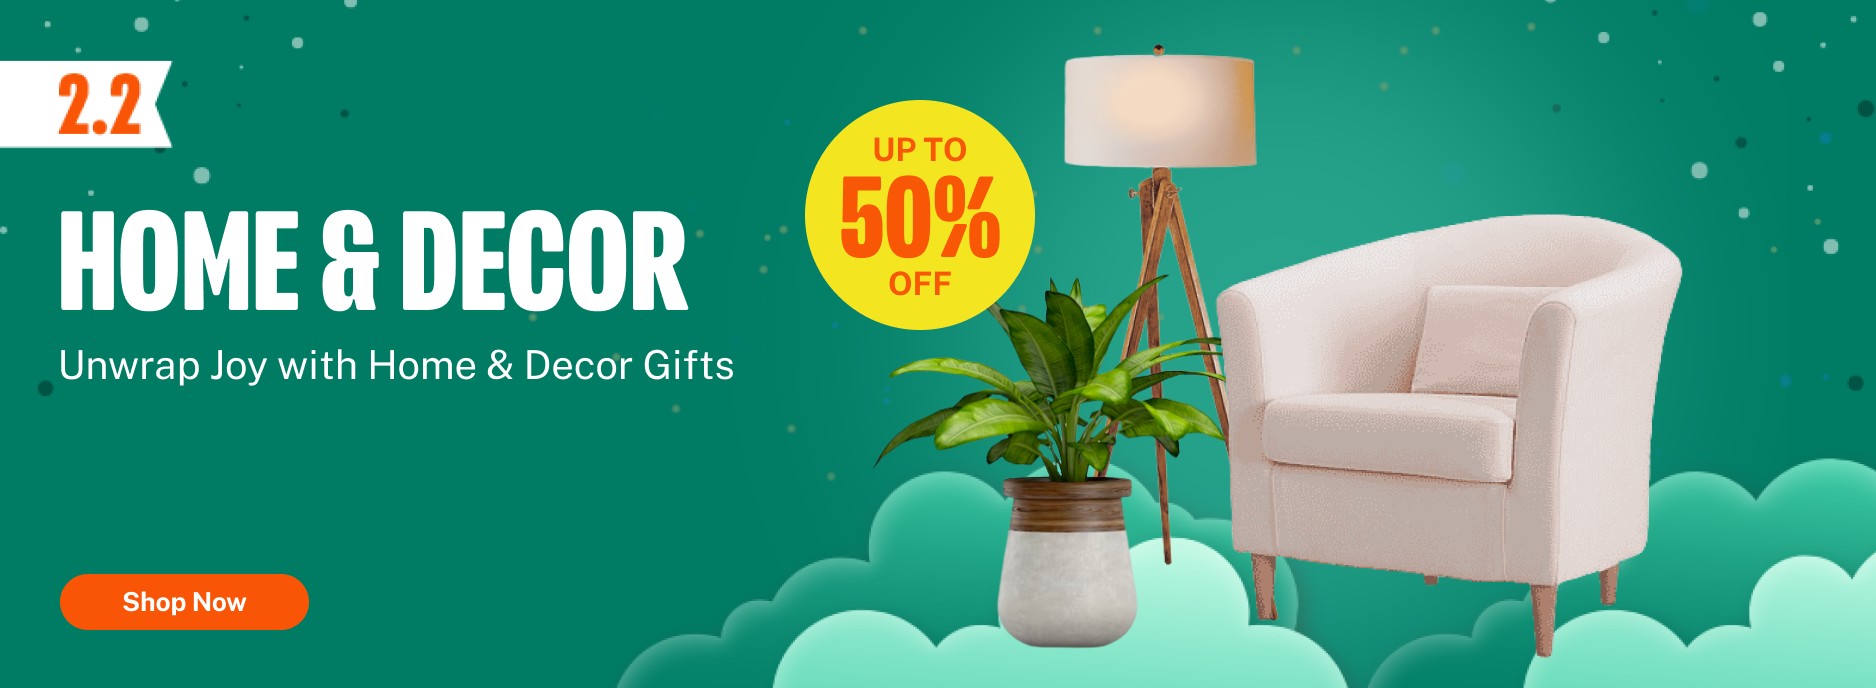 2.2
HOME & DECOR
Unwrap Joy with Home & Decor Gifts
UP TO
50%
OFF
Shop Now